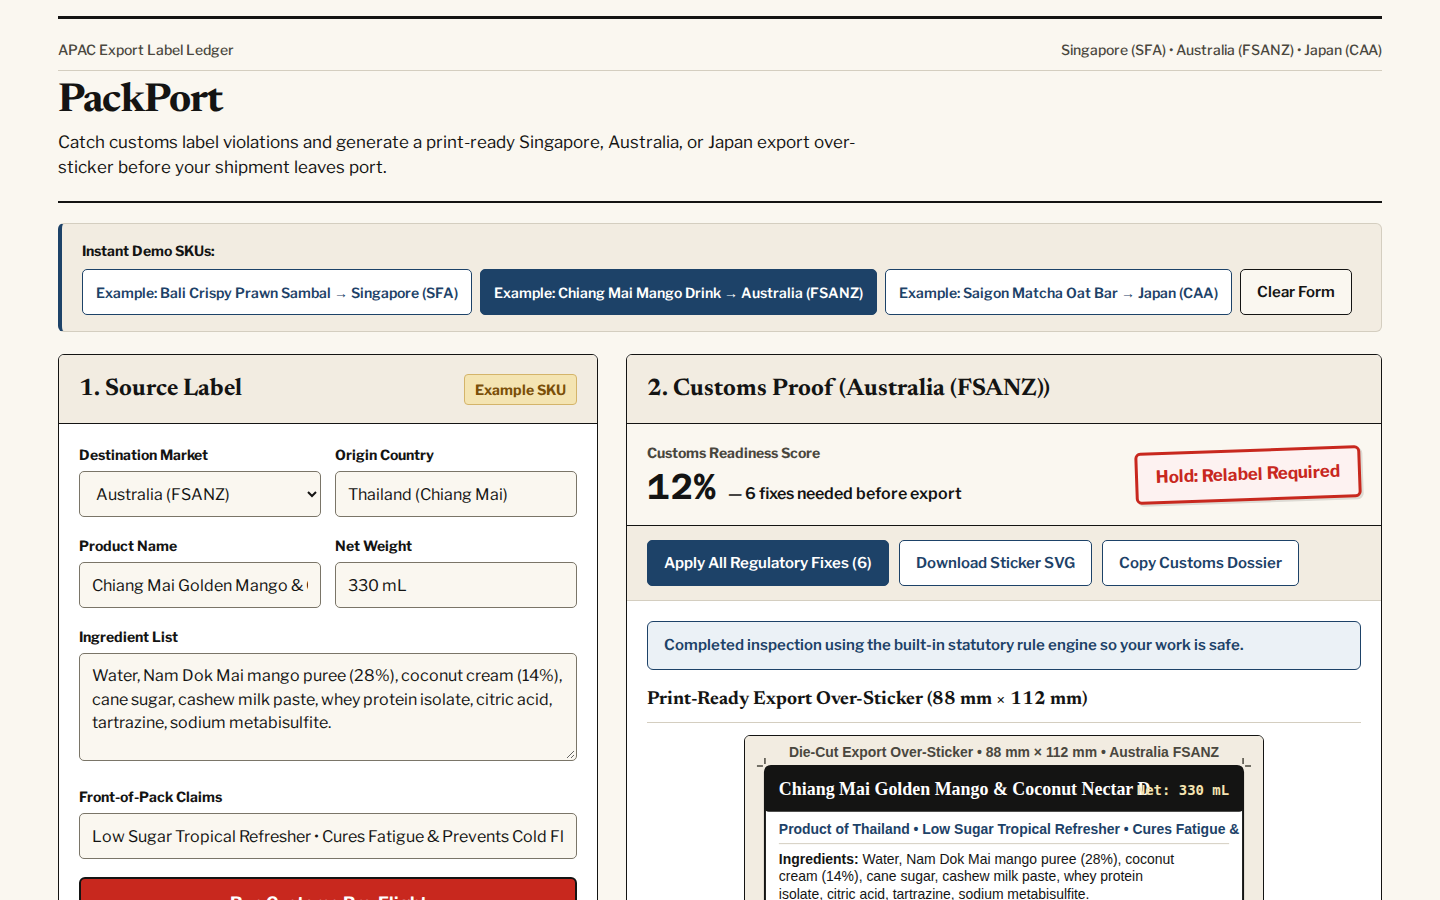 APAC Export Label Ledger
Singapore (SFA) • Australia (FSANZ) • Japan (CAA)
PackPort
Catch customs label violations and generate a print-ready Singapore, Australia, or Japan export over-
sticker before your shipment leaves port.
Instant Demo SKUs:
Example: Bali Crispy Prawn Sambal → Singapore (SFA)
Example: Chiang Mai Mango Drink → Australia (FSANZ)
Example: Saigon Matcha Oat Bar → Japan (CAA)
Clear Form
1. Source Label
Example SKU
Destination Market
Origin Country
Australia (FSANZ)
Thailand (Chiang Mai)
Product Name
Net Weight
Chiang Mai Golden Mango &
330 mL
Ingredient List
Water, Nam Dok Mai mango puree (28%), coconut cream (14%),
cane sugar, cashew milk paste, whey protein isolate, citric acid,
tartrazine, sodium metabisulfite.
Front-of-Pack Claims
Low Sugar Tropical Refresher • Cures Fatigue & Prevents Cold Fl
2. Customs Proof (Australia (FSANZ))
Customs Readiness Score
12% — 6 fixes needed before export
Hold: Relabel Required
Apply All Regulatory Fixes (6)
Download Sticker SVG
Copy Customs Dossier
Completed inspection using the built-in statutory rule engine so your work is safe.
Print-Ready Export Over-Sticker (88 mm × 112 mm)
Die-Cut Export Over-Sticker • 88 mm × 112 mm • Australia FSANZ
Chiang Mai Golden Mango & Coconut Nectar
Net: 330 mL
Product of Thailand • Low Sugar Tropical Refresher • Cures Fatigue &
Ingredients: Water, Nam Dok Mai mango puree (28%), coconut
cream (14%), cane sugar, cashew milk paste, whey protein
isolate, citric acid, tartrazine, sodium metabisulfite.